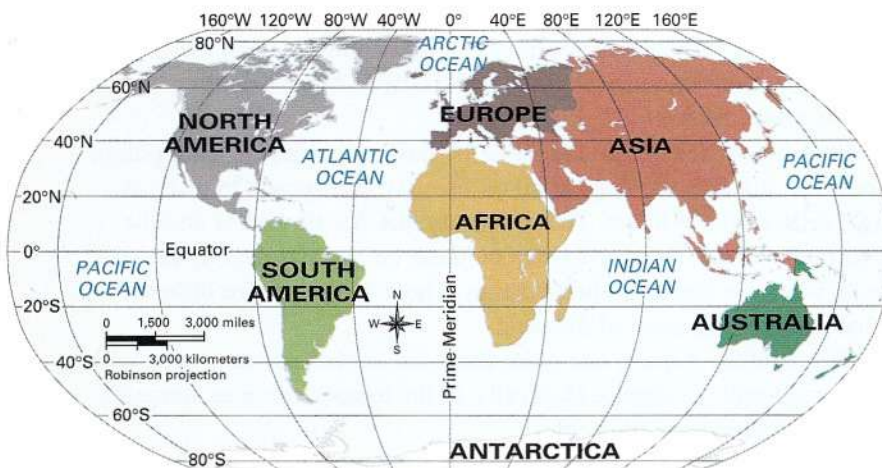 160°W 120°W 80°W 40°W 0° 40°E 80°E 120°E 160°E
80°N
ARCTIC
OCEAN
60°N
NORTH
AMERICA
EUROPE
40°N
ASIA
ATLANTIC
OCEAN
PACIFIC
OCEAN
20°N
AFRICA
0°
Equator
PACIFIC
OCEAN
SOUTH
AMERICA
INDIAN
OCEAN
20°S
N
W E
S
AUSTRALIA
0 1,500 3,000 miles
0 3,000 kilometers
Robinson projection
Prime Meridian
40°S
60°S
ANTARCTICA
80°S